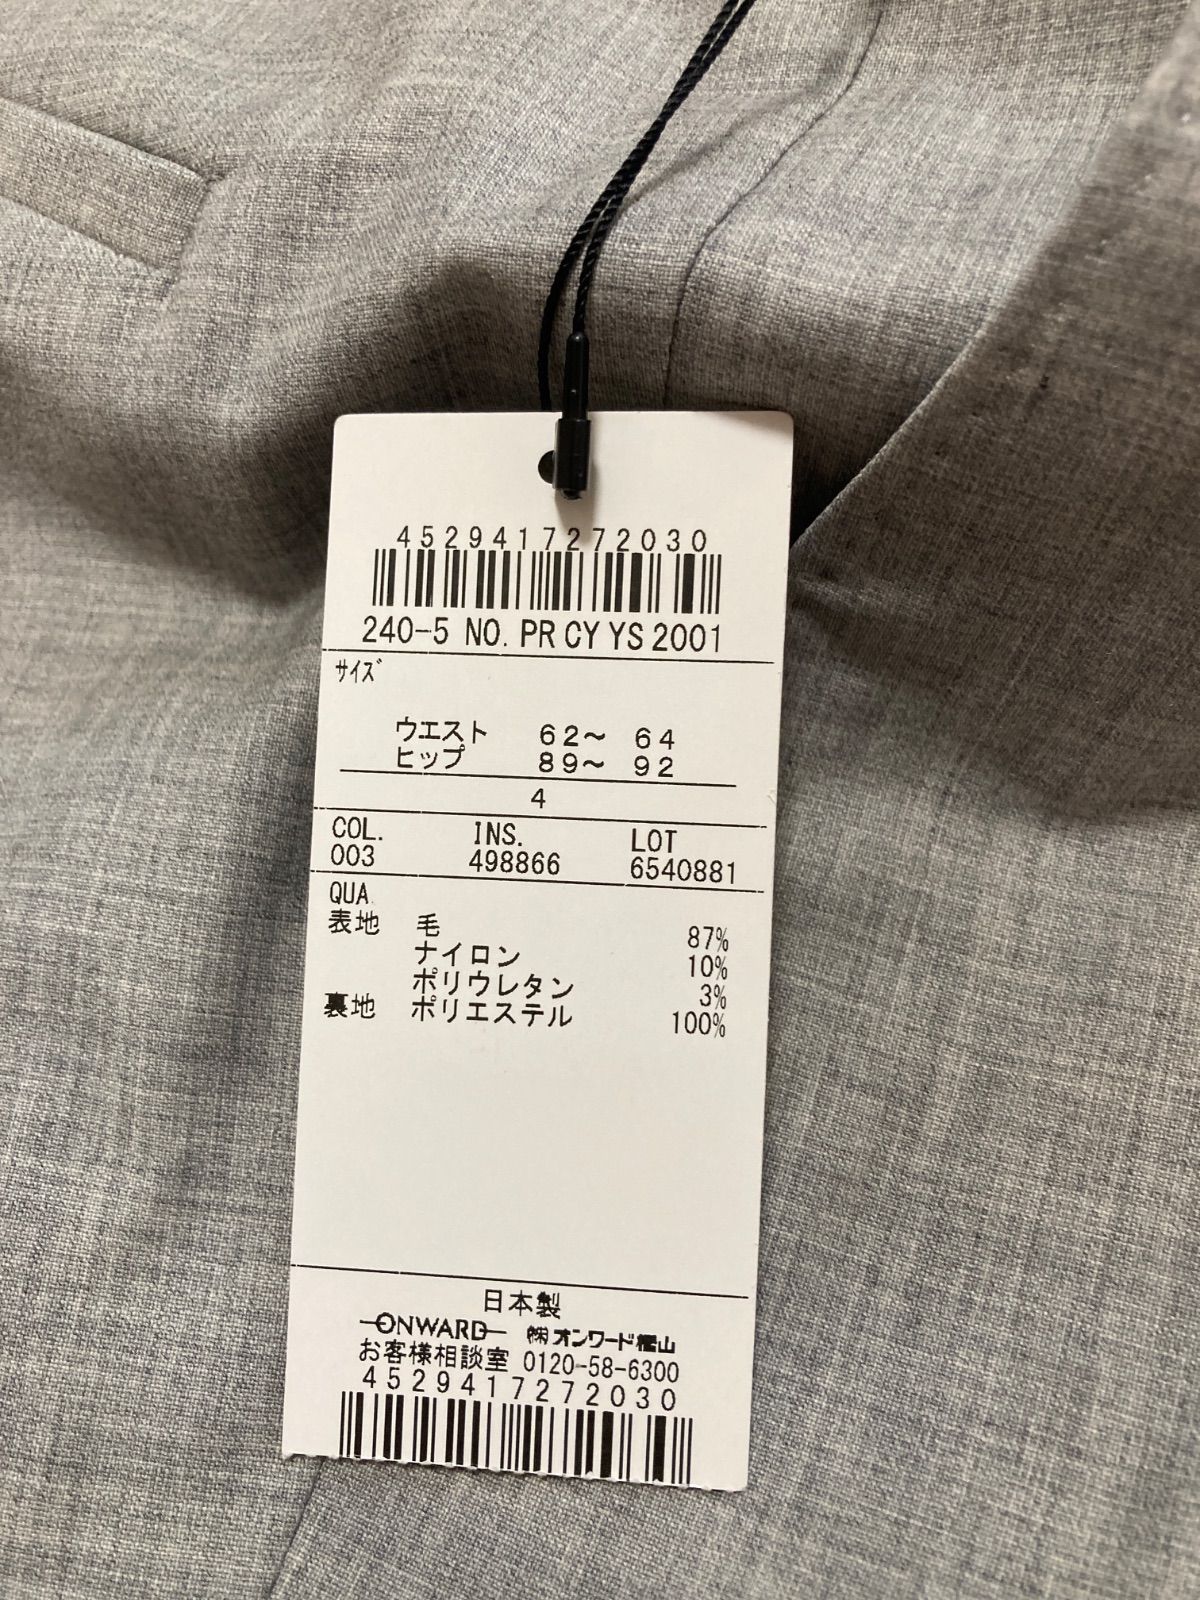 4529417272030
240-5 NO. PR CY YS 2001
サイズ
ウエスト 62~ 64
ヒップ 89~ 92
4
COL. INS. LOT
003 498866 6540881
QUA
表地 毛 87%
ナイロン 10%
ポリウレタン 3%
裏地 ポリエステル 100%
日本製
ONWARD ㈱オンワード樫山
お客様相談室 0120-58-6300
4529417272030